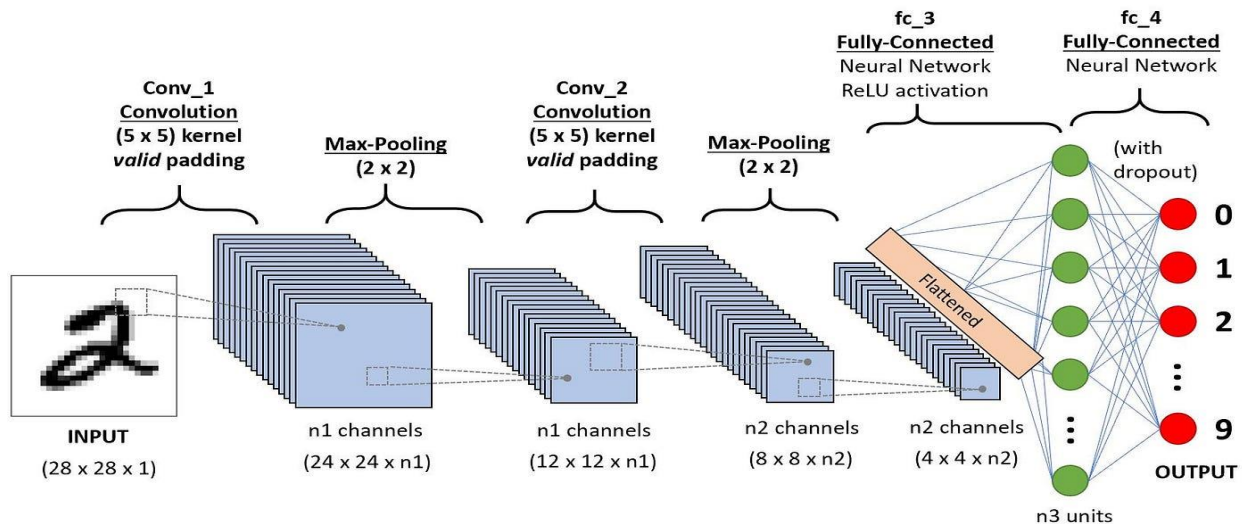 Conv_1
Convolution
(5 x 5) kernel
valid padding
Max-Pooling
(2 x 2)
Conv_2
Convolution
(5 x 5) kernel
valid padding
Max-Pooling
(2 x 2)
fc_3
Fully-Connected
Neural Network
ReLU activation
fc_4
Fully-Connected
Neural Network
(with
dropout)
Flattened
0
1
2
9
2
INPUT
(28 x 28 x 1)
n1 channels
(24 x 24 x n1)
n1 channels
(12 x 12 x n1)
n2 channels
(8 x 8 x n2)
n2 channels
(4 x 4 x n2)
n3 units
OUTPUT